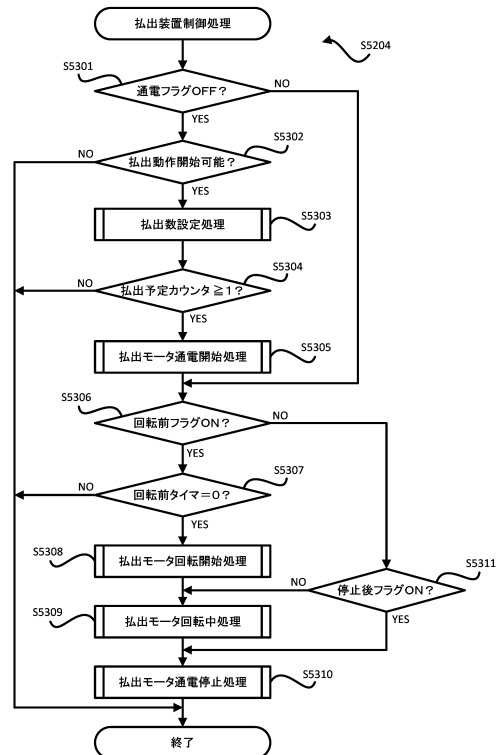 払出装置制御処理
S5204
S5301
通電フラグOFF？
NO
YES
S5302
NO
払出動作開始可能？
YES
払出数設定処理
S5303
S5304
NO
払出予定カウンタ≧1？
YES
払出モータ通電開始処理
S5305
S5306
回転前フラグON？
NO
YES
S5307
NO
回転前タイマ＝0？
YES
S5308
払出モータ回転開始処理
S5311
NO
停止後フラグON？
YES
S5309
払出モータ回転中処理
払出モータ通電停止処理
S5310
終了